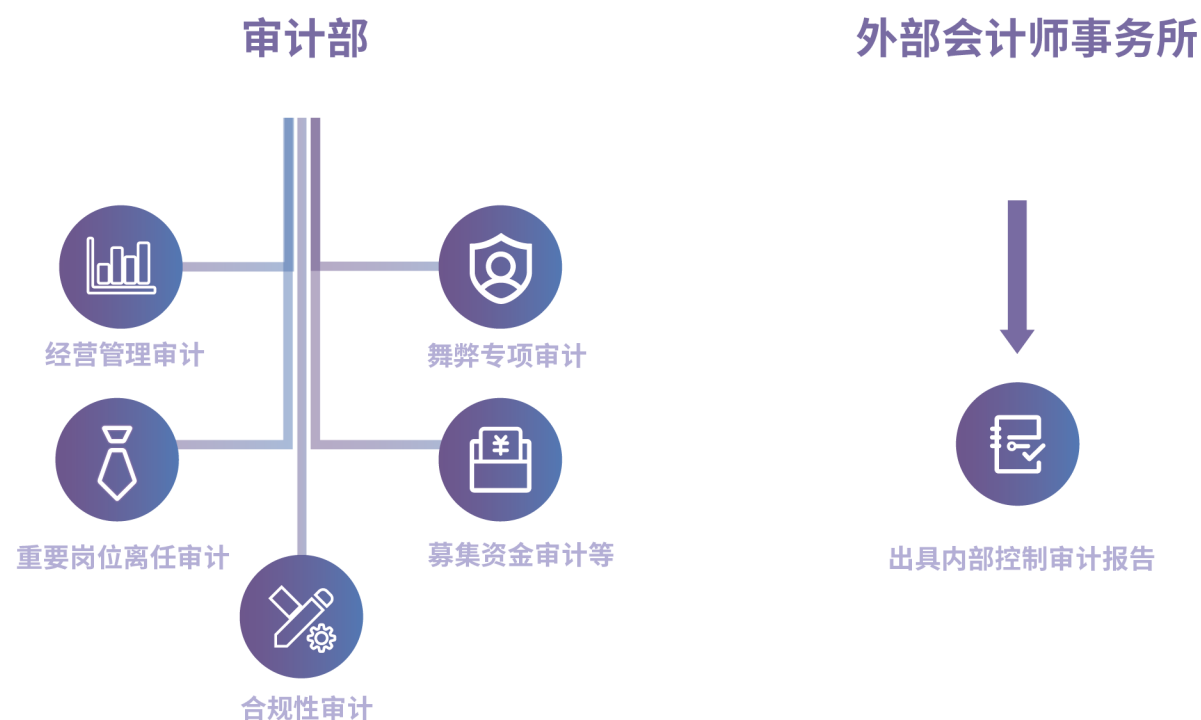 审计部
外部会计师事务所
经营管理审计
舞弊专项审计
重要岗位离任审计
募集资金审计等
¥
合规性审计
出具内部控制审计报告